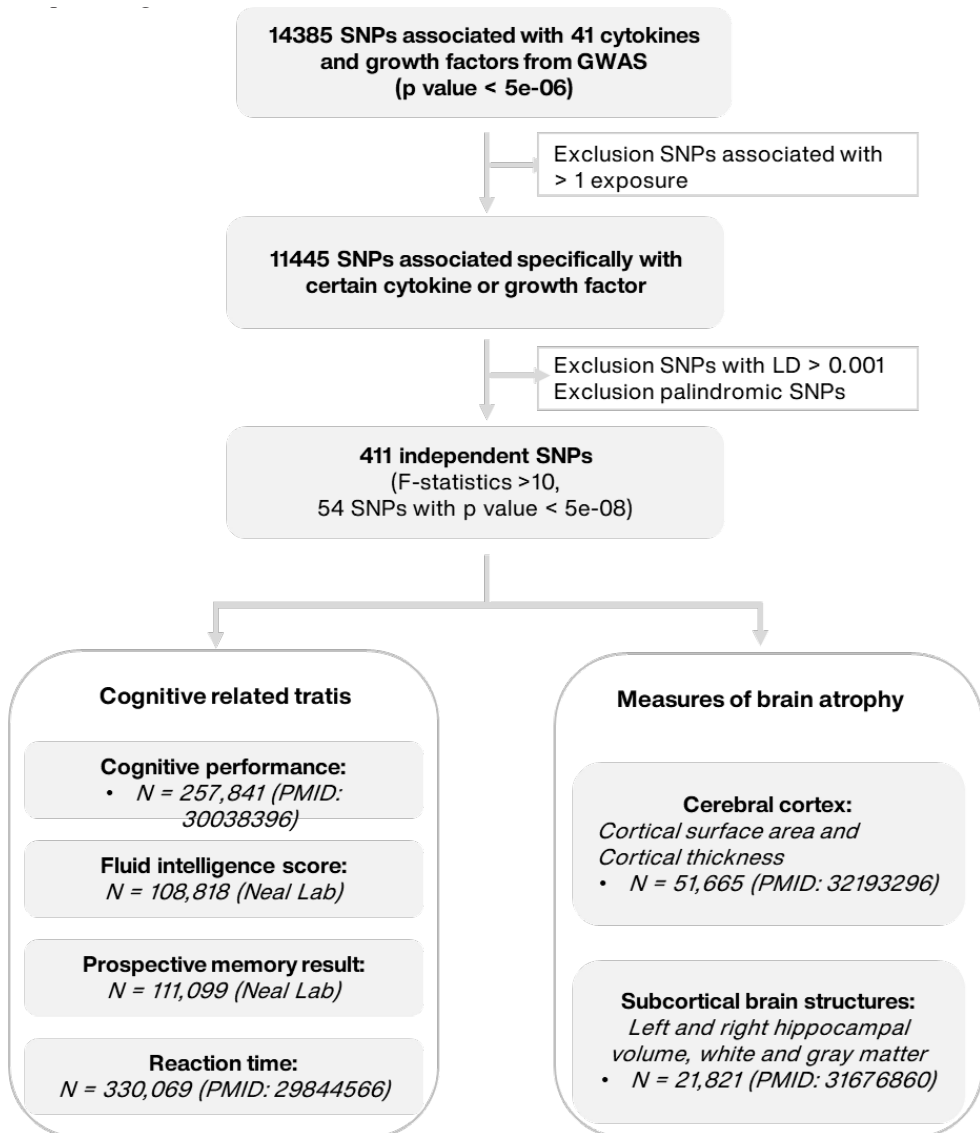 14385 SNPs associated with 41 cytokines
and growth factors from GWAS
(p value < 5e-06)
Exclusion SNPs associated with
> 1 exposure
11445 SNPs associated specifically with
certain cytokine or growth factor
Exclusion SNPs with LD > 0.001
Exclusion palindromic SNPs
411 independent SNPs
(F-statistics >10,
54 SNPs with p value < 5e-08)
Cognitive related tratis
Cognitive performance:
• N = 257,841 (PMID:
30038396)
Fluid intelligence score:
N = 108,818 (Neal Lab)
Prospective memory result:
N = 111,099 (Neal Lab)
Reaction time:
N = 330,069 (PMID: 29844566)
Measures of brain atrophy
Cerebral cortex:
Cortical surface area and
Cortical thickness
• N = 51,665 (PMID: 32193296)
Subcortical brain structures:
Left and right hippocampal
volume, white and gray matter
• N = 21,821 (PMID: 31676860)